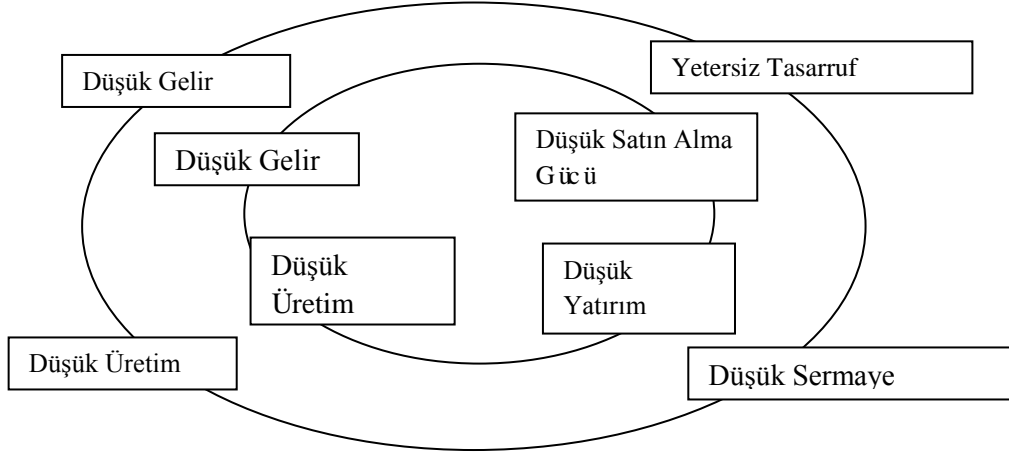 Düşük Gelir
Yetersiz Tasarruf
Düşük Gelir
Düşük Satın Alma
Gücü
Düşük
Üretim
Düşük
Yatırım
Düşük Üretim
Düşük Sermaye